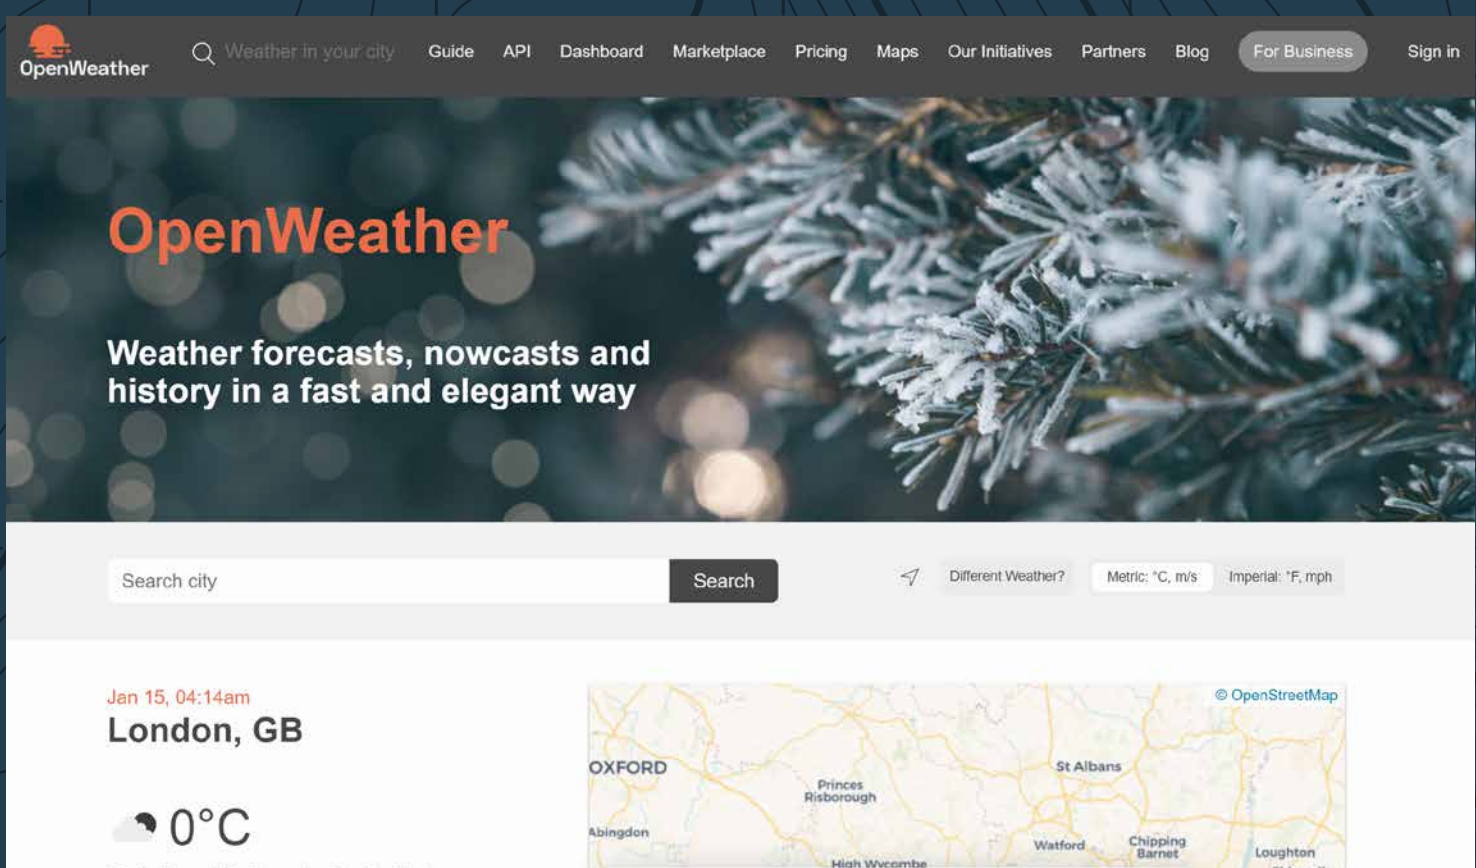 OpenWeather
Weather in your city
Guide
API
Dashboard
Marketplace
Pricing
Maps
Our Initiatives
Partners
Blog
For Business
Sign in
OpenWeather
Weather forecasts, nowcasts and
history in a fast and elegant way
Search city
Search
Different Weather?
Metric: °C, m/s
Imperial: °F, mph
Jan 15, 04:14am
London, GB
0°C
© OpenStreetMap
OXFORD
St Albans
Princes
Risborough
Abingdon
Watford
Chipping
Barnet
Loughton
High Wycombe